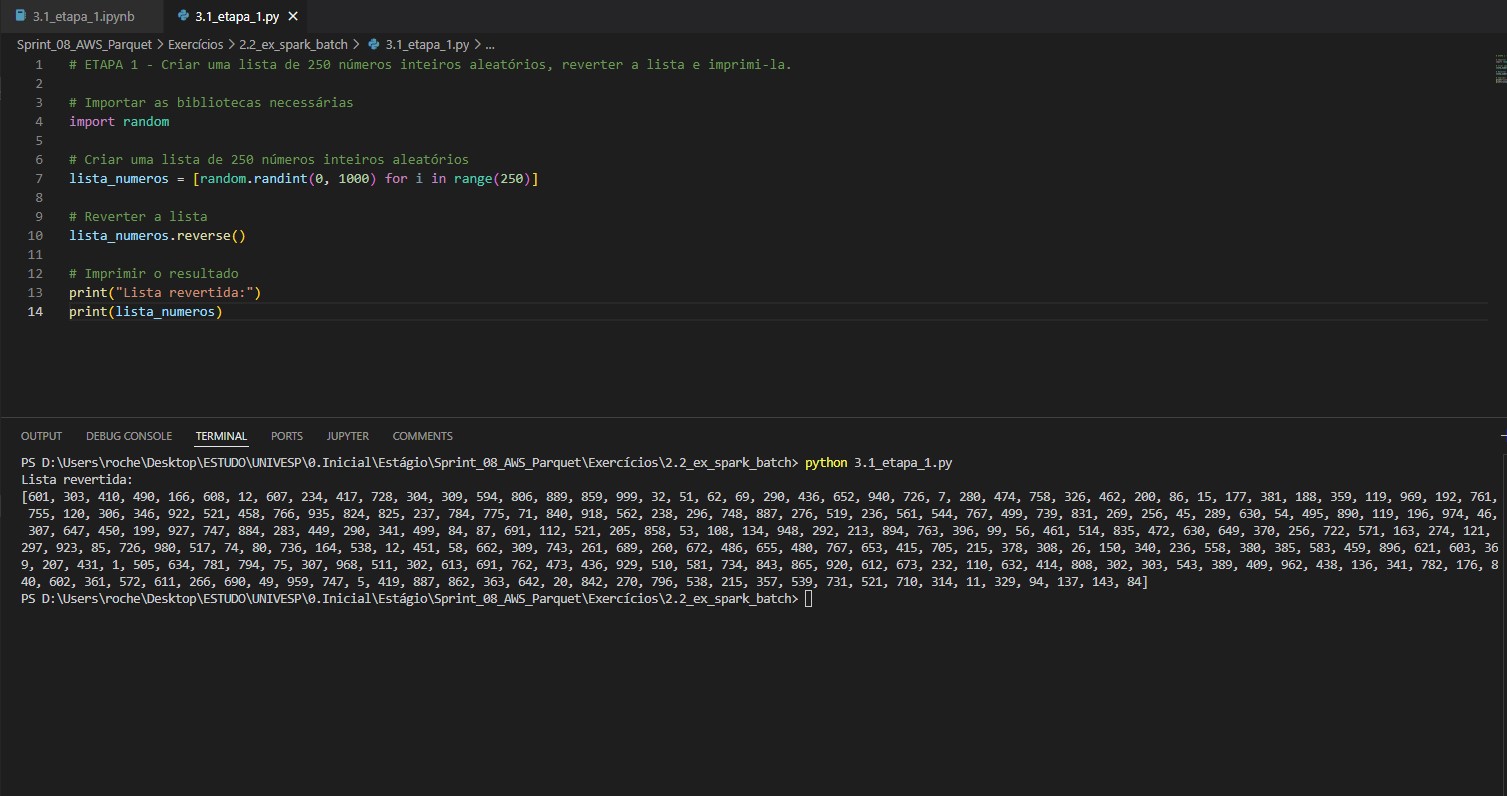 3.1_etapa_1.ipynb 3.1_etapa_1.py
Sprint_08_AWS_Parquet > Exercícios > 2.2_ex_spark_batch > 3.1_etapa_1.py > ...
1 # ETAPA 1 - Criar uma lista de 250 números inteiros aleatórios, reverter a lista e imprimi-la.
2
3 # Importar as bibliotecas necessárias
4 import random
5
6 # Criar uma lista de 250 números inteiros aleatórios
7 lista_numeros = [random.randint(0, 1000) for i in range(250)]
8
9 # Reverter a lista
10 lista_numeros.reverse()
11
12 # Imprimir o resultado
13 print("Lista revertida:")
14 print(lista_numeros)
OUTPUT DEBUG CONSOLE TERMINAL PORTS JUPYTER COMMENTS
PS D:\Users\roche\Desktop\ESTUDO\UNIVESP\0.Inicial\Estágio\Sprint_08_AWS_Parquet\Exercícios\2.2_ex_spark_batch> python 3.1_etapa_1.py
Lista revertida:
[601, 303, 410, 490, 166, 608, 12, 607, 234, 417, 728, 304, 309, 594, 806, 889, 859, 999, 32, 51, 62, 69, 290, 436, 652, 940, 726, 7, 280, 474, 758, 326, 462, 200, 86, 15, 177, 381, 188, 359, 119, 969, 192, 761,
755, 120, 306, 346, 922, 521, 458, 766, 935, 824, 825, 237, 784, 775, 71, 840, 918, 562, 238, 296, 748, 887, 276, 519, 236, 561, 544, 767, 499, 739, 831, 269, 256, 45, 289, 630, 54, 495, 890, 119, 196, 974, 46,
307, 647, 450, 199, 927, 747, 884, 283, 449, 290, 341, 499, 84, 87, 691, 112, 521, 205, 858, 53, 108, 134, 948, 292, 213, 894, 763, 396, 99, 56, 461, 514, 835, 472, 630, 649, 370, 256, 722, 571, 163, 274, 121,
297, 923, 85, 726, 980, 517, 74, 80, 736, 164, 538, 12, 451, 58, 662, 309, 743, 261, 689, 260, 672, 486, 655, 480, 767, 653, 415, 705, 215, 378, 308, 26, 150, 340, 236, 558, 380, 385, 583, 459, 896, 621, 603, 36
9, 207, 431, 1, 505, 634, 781, 794, 75, 307, 968, 511, 302, 613, 691, 762, 473, 436, 929, 510, 581, 734, 843, 865, 920, 612, 673, 232, 110, 632, 414, 808, 302, 303, 543, 389, 409, 962, 438, 136, 341, 782, 176, 8
40, 602, 361, 572, 611, 266, 690, 49, 959, 747, 5, 419, 887, 862, 363, 642, 20, 842, 270, 796, 538, 215, 357, 539, 731, 521, 710, 314, 11, 329, 94, 137, 143, 84]
PS D:\Users\roche\Desktop\ESTUDO\UNIVESP\0.Inicial\Estágio\Sprint_08_AWS_Parquet\Exercícios\2.2_ex_spark_batch>